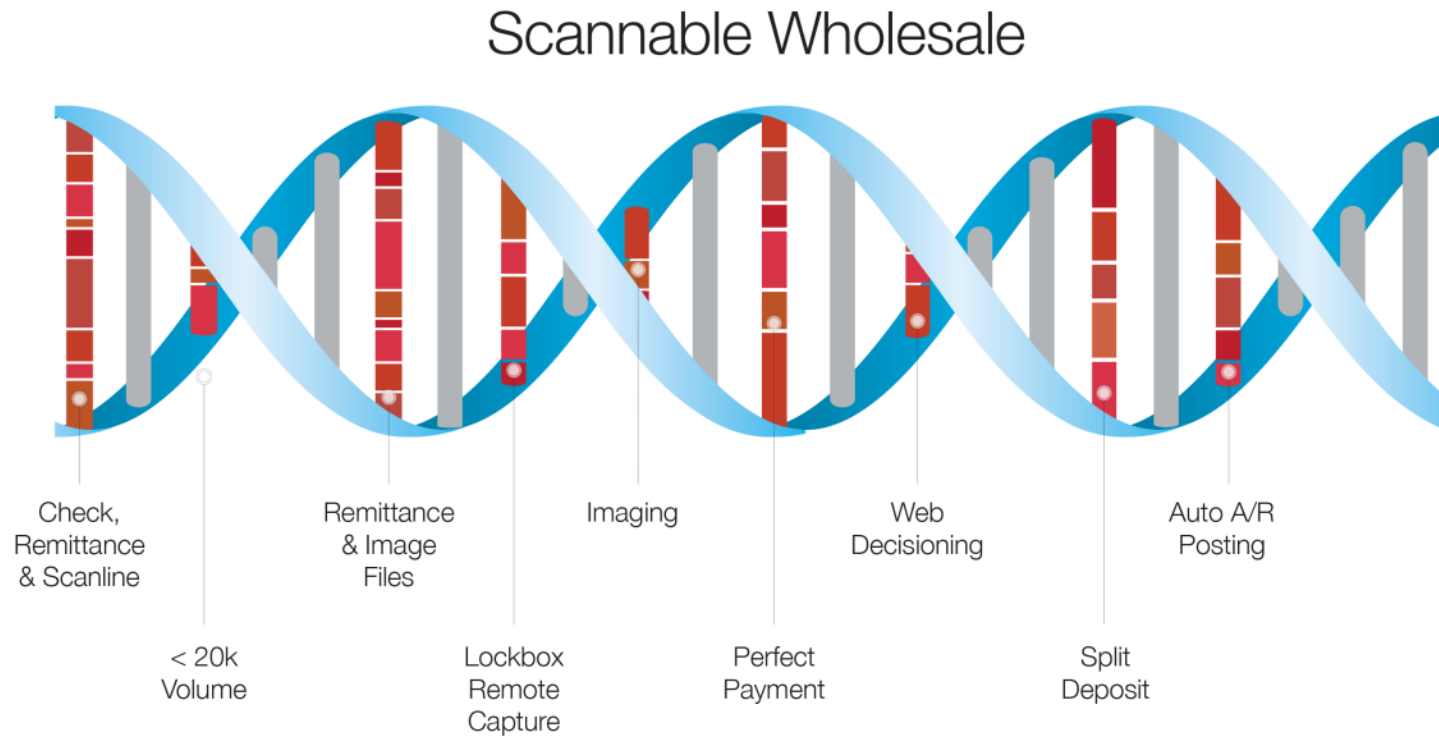 Scannable Wholesale
Check,
Remittance
& Scanline
< 20k
Volume
Remittance
& Image
Files
Lockbox
Remote
Capture
Imaging
Perfect
Payment
Web
Decisioning
Split
Deposit
Auto A/R
Posting